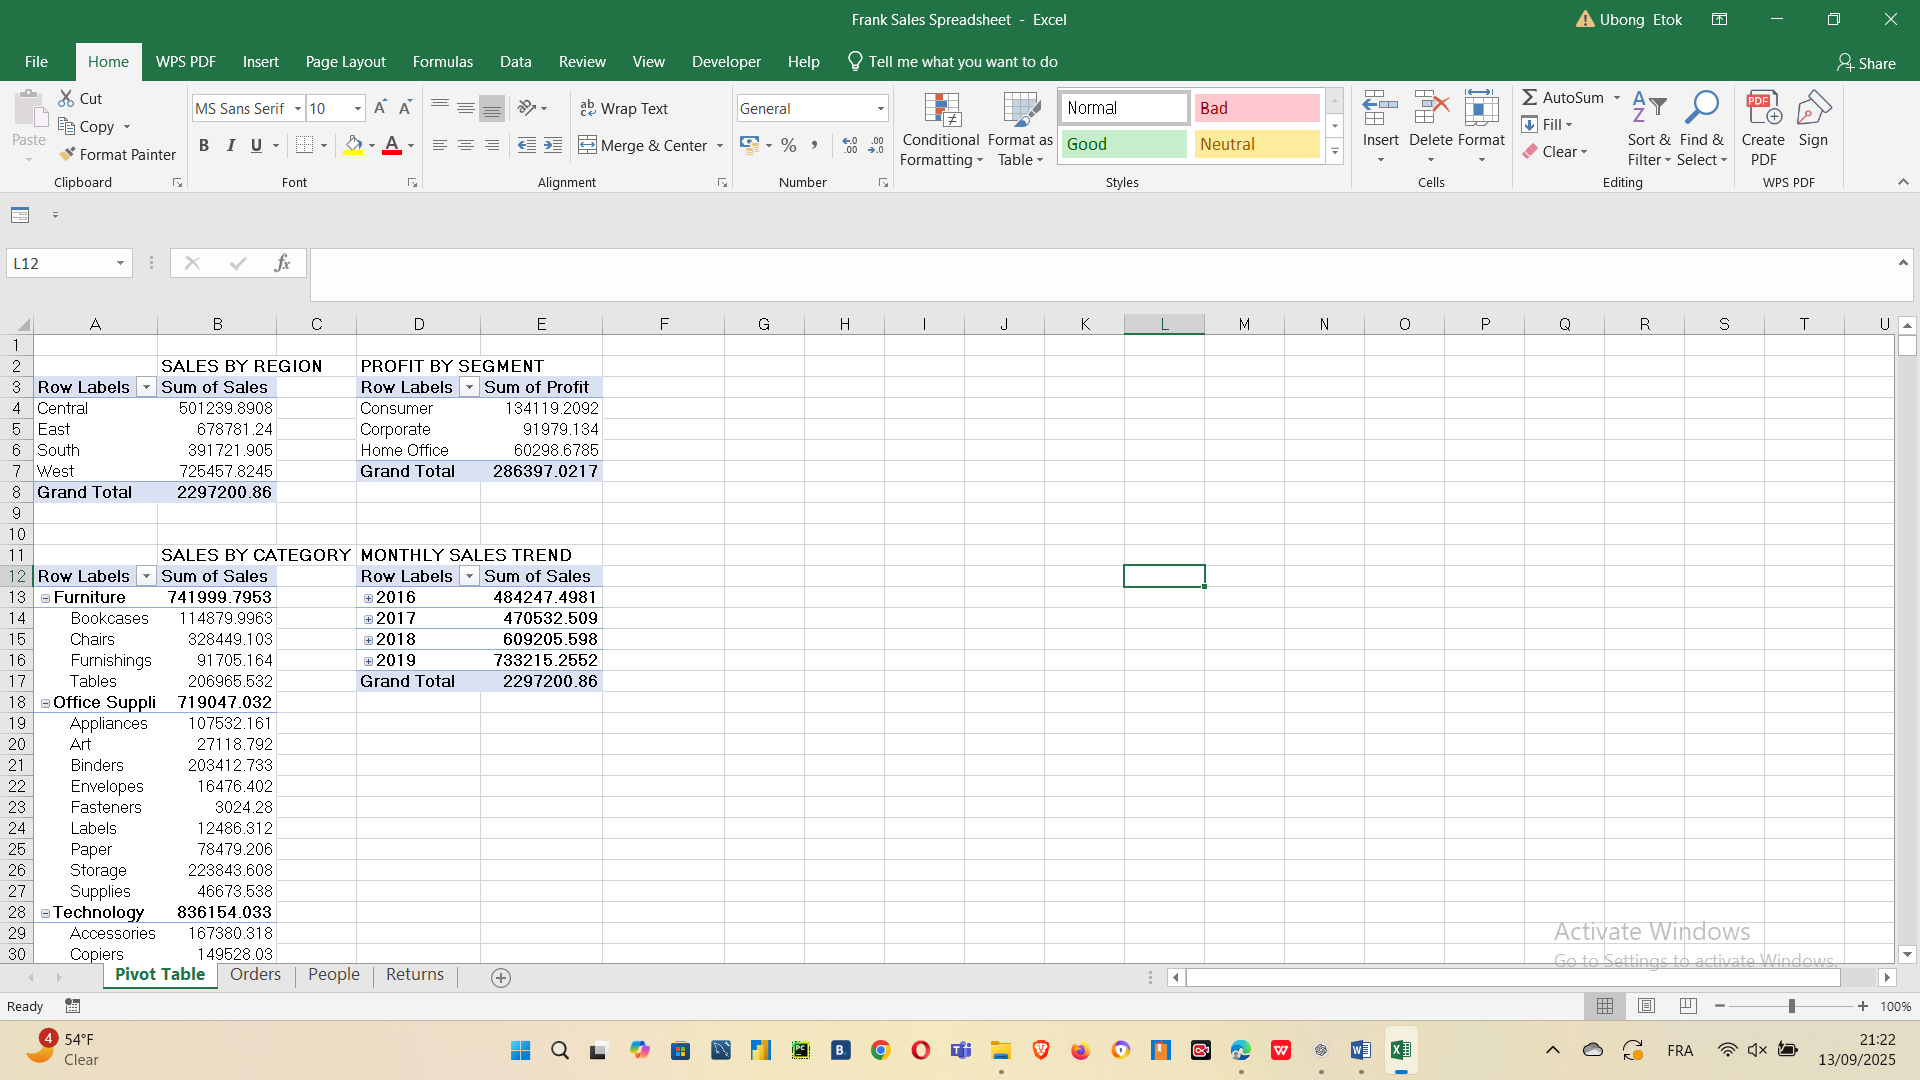 Frank Sales Spreadsheet - Excel
Ubong Etok
File Home WPS PDF Insert Page Layout Formulas Data Review View Developer Help Tell me what you want to do Share
Paste
Cut
Copy
Format Painter
Clipboard
MS Sans Serif 10
B I U
Font
Wrap Text
Merge & Center
Alignment
General
% ,
Number
Conditional Formatting
Format as Table
Normal Bad
Good Neutral
Styles
Insert Delete Format
Cells
AutoSum
Fill
Clear
Sort & Filter
Find & Select
Editing
Create PDF
Sign
WPS PDF
L12 fx
A B C D E F G H I J K L M N O P Q R S T U
1
2 SALES BY REGION PROFIT BY SEGMENT
3 Row Labels Sum of Sales Row Labels Sum of Profit
4 Central 501239.8908 Consumer 134119.2092
5 East 678781.24 Corporate 91979.134
6 South 391721.905 Home Office 60298.6785
7 West 725457.8245 Grand Total 286397.0217
8 Grand Total 2297200.86
9
10
11 SALES BY CATEGORY MONTHLY SALES TREND
12 Row Labels Sum of Sales Row Labels Sum of Sales
13 Furniture 741999.7953 2016 484247.4981
14 Bookcases 114879.9963 2017 470532.509
15 Chairs 328449.103 2018 609205.598
16 Furnishings 91705.164 2019 733215.2552
17 Tables 206965.532 Grand Total 2297200.86
18 Office Suppli 719047.032
19 Appliances 107532.161
20 Art 27118.792
21 Binders 203412.733
22 Envelopes 16476.402
23 Fasteners 3024.28
24 Labels 12486.312
25 Paper 78479.206
26 Storage 223843.608
27 Supplies 46673.538
28 Technology 836154.033
29 Accessories 167380.318
30 Copiers 149528.03
Activate Windows
Go to Settings to activate Windows.
Pivot Table Orders People Returns
Ready 100%
4 54°F
Clear
FRA
21:22
13/09/2025